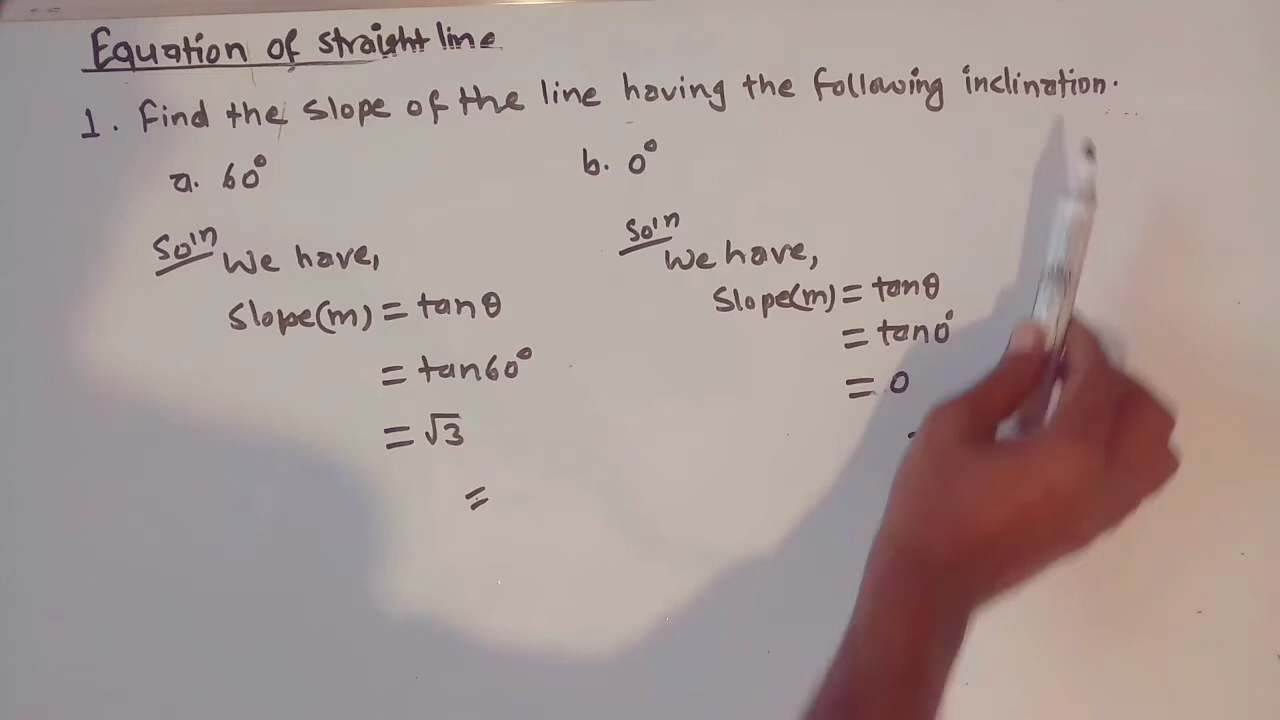 Equation of straight line
1. Find the slope of the line having the following inclination.
a. 60°
b. 0°
Sol'n We have,
Slope(m) = tanθ
= tan60°
= √3
=
Sol'n We have,
Slope(m) = tanθ
= tan0°
= 0